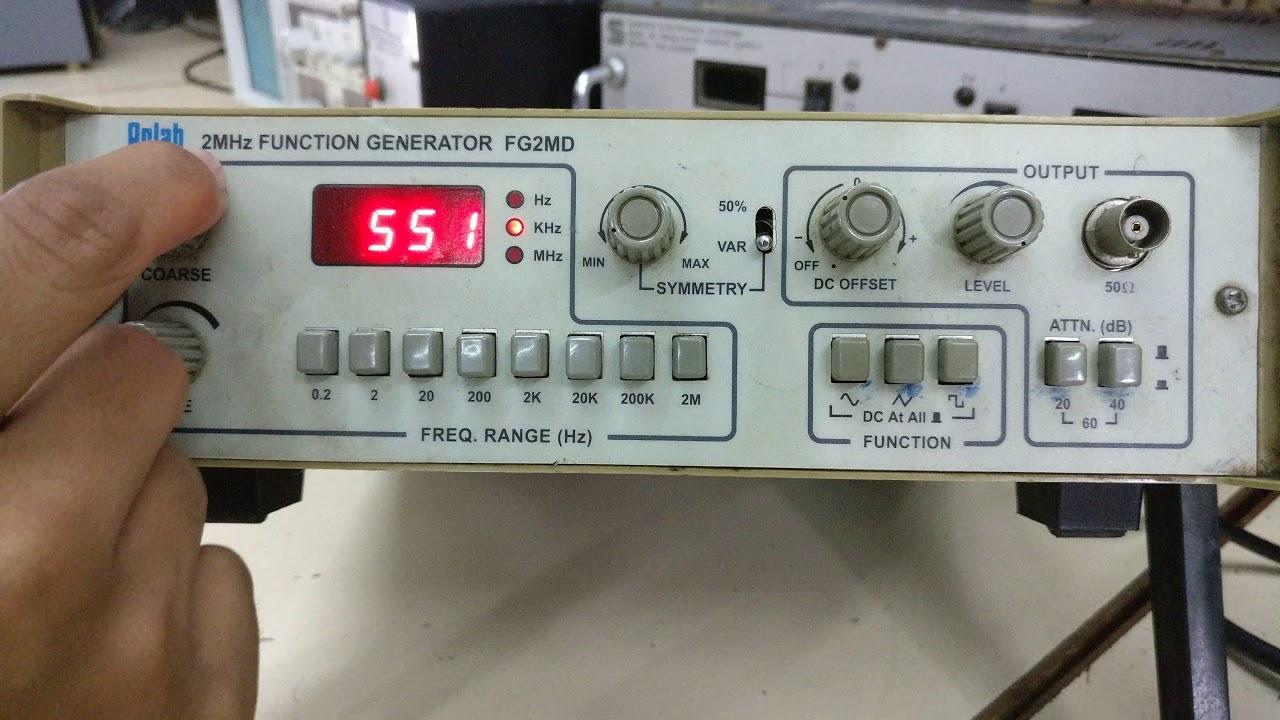 2MHz FUNCTION GENERATOR FG2MD
551
Hz
KHz
MHz
COARSE
MIN
MAX
SYMMETRY
50%
VAR
OUTPUT
0
-
+
OFF
DC OFFSET
LEVEL
50Ω
0.2 2 20 200 2K 20K 200K 2M
FREQ. RANGE (Hz)
DC At All
FUNCTION
ATTN. (dB)
20 40
60